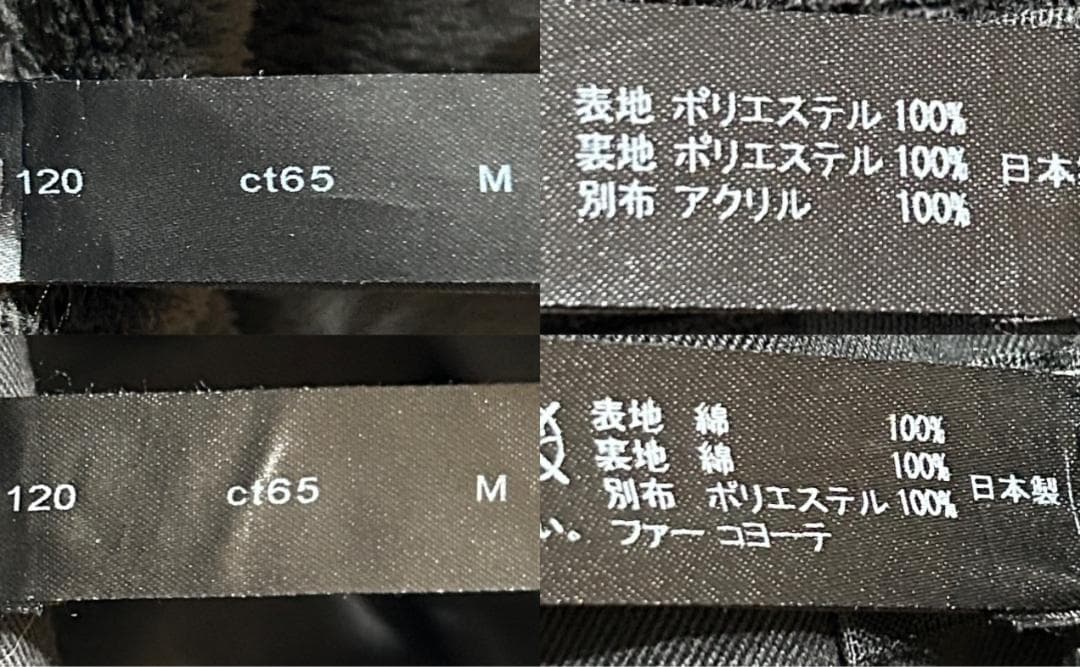 120 ct65 M
表地 ポリエステル 100%
裏地 ポリエステル 100% 日本
別布 アクリル 100%
120 ct65 M
表地 綿 100%
裏地 綿 100%
別布 ポリエステル 100% 日本製
い。 ファー コヨーテ